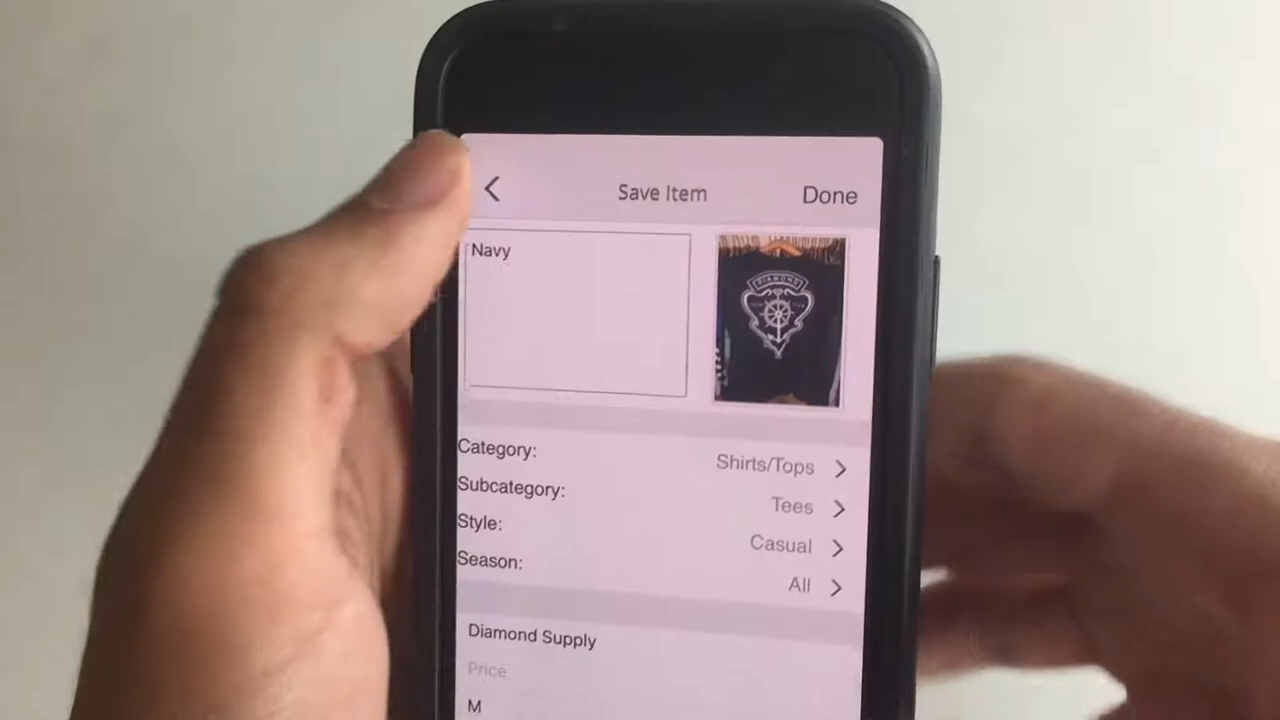 Save Item
Done
Navy
DIAMOND
Category: Shirts/Tops
Subcategory: Tees
Style: Casual
Season: All
Diamond Supply
Price
M